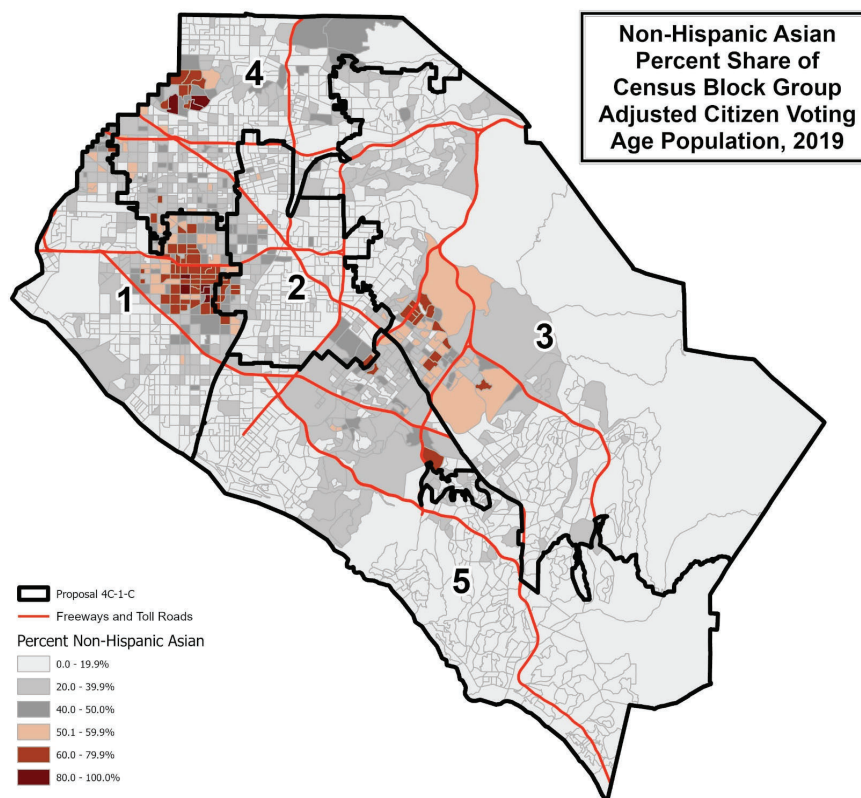 Non-Hispanic Asian
Percent Share of
Census Block Group
Adjusted Citizen Voting
Age Population, 2019
4
1
2
3
5
Proposal 4C-1-C
Freeways and Toll Roads
Percent Non-Hispanic Asian
0.0 - 19.9%
20.0 - 39.9%
40.0 - 50.0%
50.1 - 59.9%
60.0 - 79.9%
80.0 - 100.0%